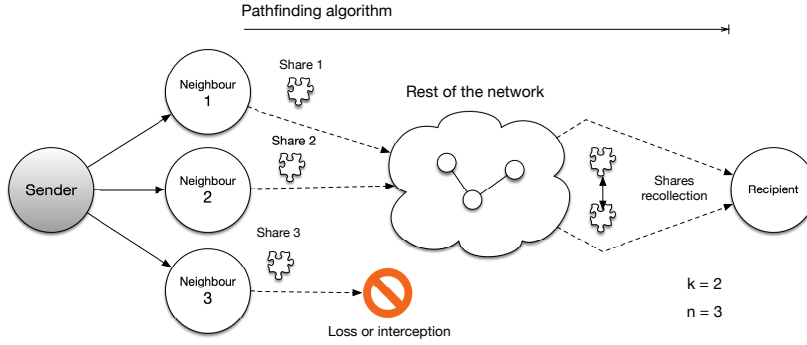 Pathfinding algorithm
Share 1
Neighbour
1
Rest of the network
Share 2
Neighbour
2
Sender
Shares
recollection
Recipient
Share 3
Neighbour
3
Loss or interception
k = 2
n = 3